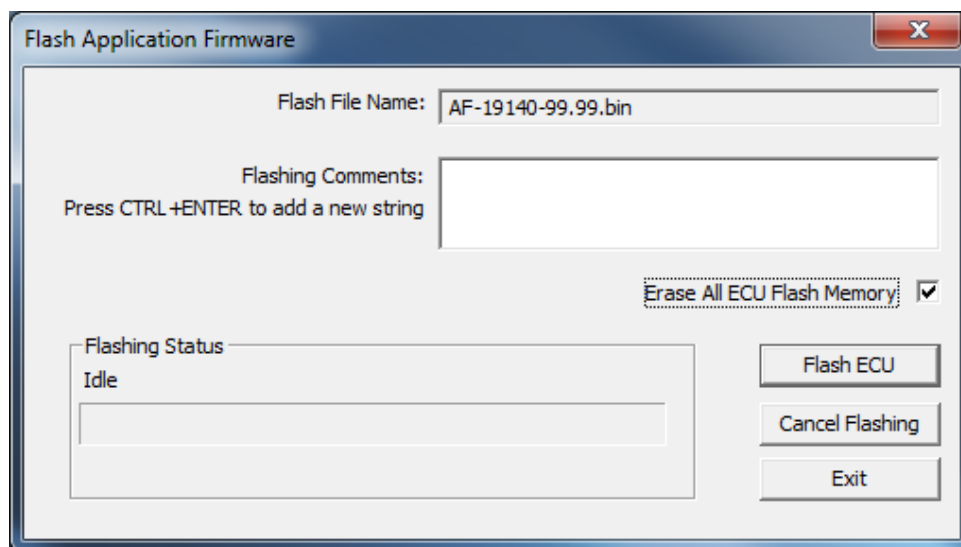 Flash Application Firmware
Flash File Name:
AF-19140-99.99.bin
Flashing Comments:
Press CTRL+ENTER to add a new string
Erase All ECU Flash Memory
Flashing Status
Idle
Flash ECU
Cancel Flashing
Exit